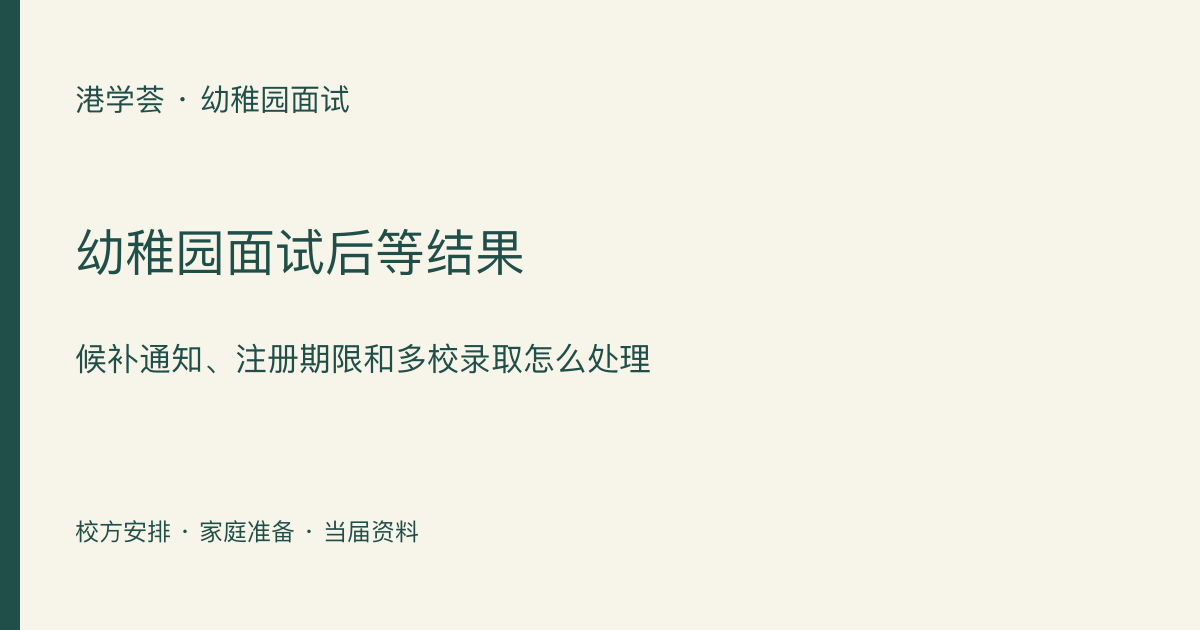 港学荟 · 幼稚园面试
幼稚园面试后等结果
候补通知、注册期限和多校录取怎么处理
校方安排 · 家庭准备 · 当届资料